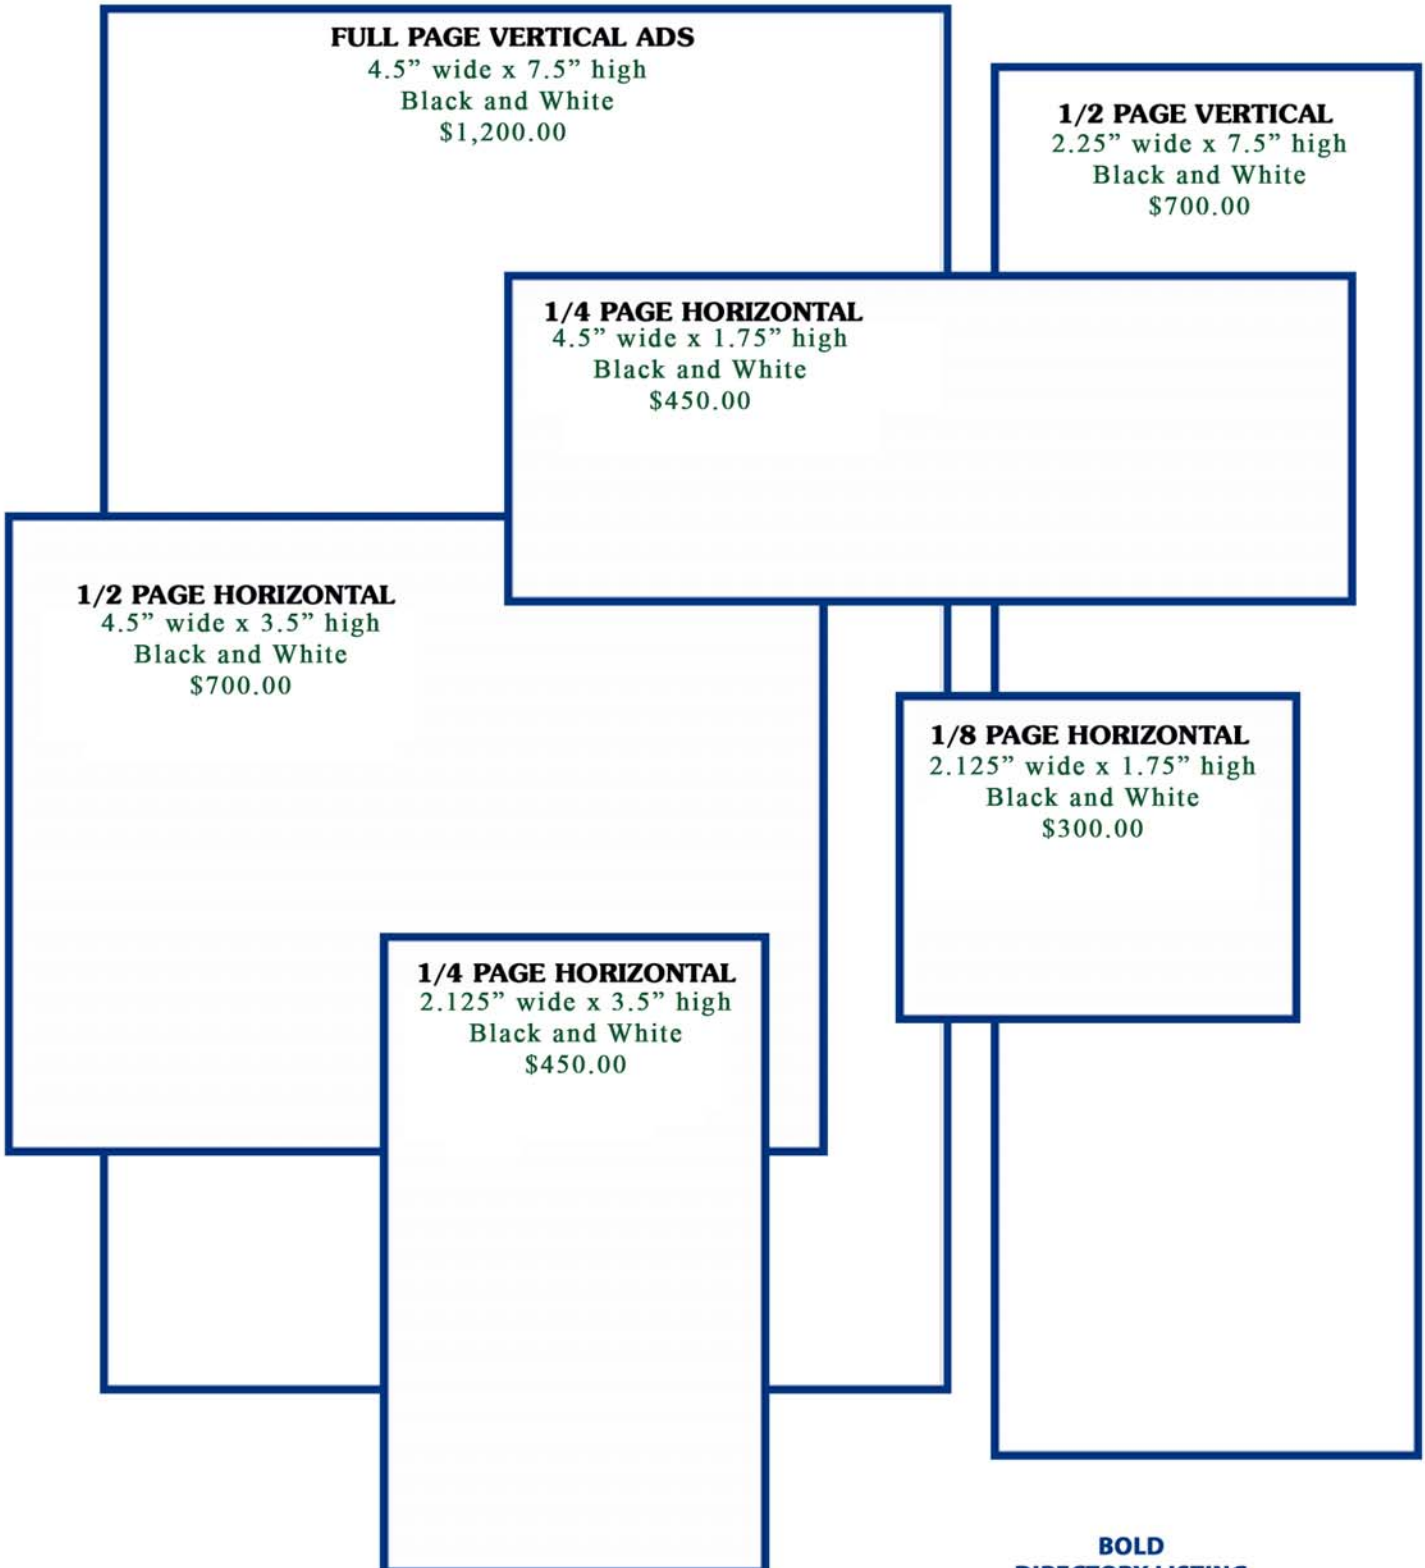 FULL PAGE VERTICAL ADS
4.5” wide x 7.5” high
Black and White
$1,200.00
1/2 PAGE VERTICAL
2.25” wide x 7.5” high
Black and White
$700.00
1/4 PAGE HORIZONTAL
4.5” wide x 1.75” high
Black and White
$450.00
1/2 PAGE HORIZONTAL
4.5” wide x 3.5” high
Black and White
$700.00
1/8 PAGE HORIZONTAL
2.125” wide x 1.75” high
Black and White
$300.00
1/4 PAGE HORIZONTAL
2.125” wide x 3.5” high
Black and White
$450.00
BOLD
DIRECTORY LISTING